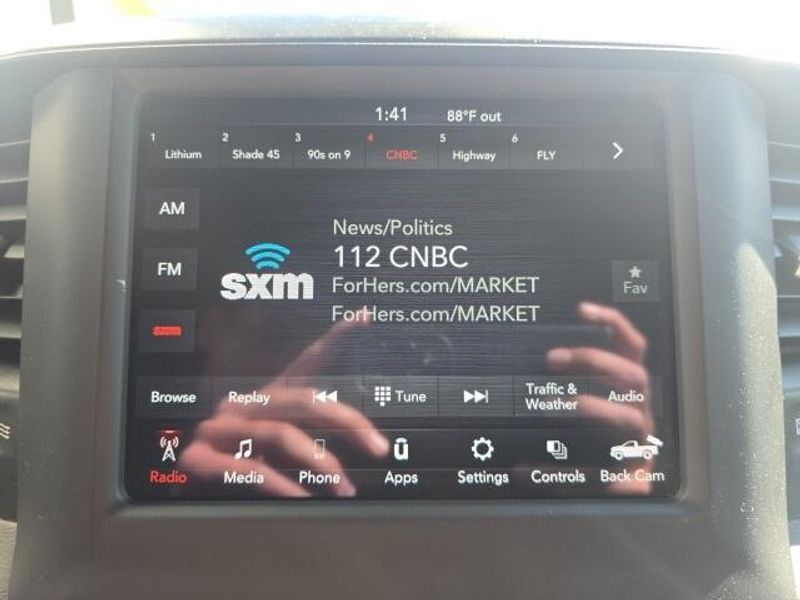 1:41 88°F out
1 Lithium 2 Shade 45 3 90s on 9 4 CNBC 5 Highway 6 FLY
AM
FM
sxm
sxm
News/Politics
112 CNBC
ForHers.com/MARKET
ForHers.com/MARKET
Fav
Browse Replay Tune Traffic & Weather Audio
Radio Media Phone Apps Settings Controls Back Cam